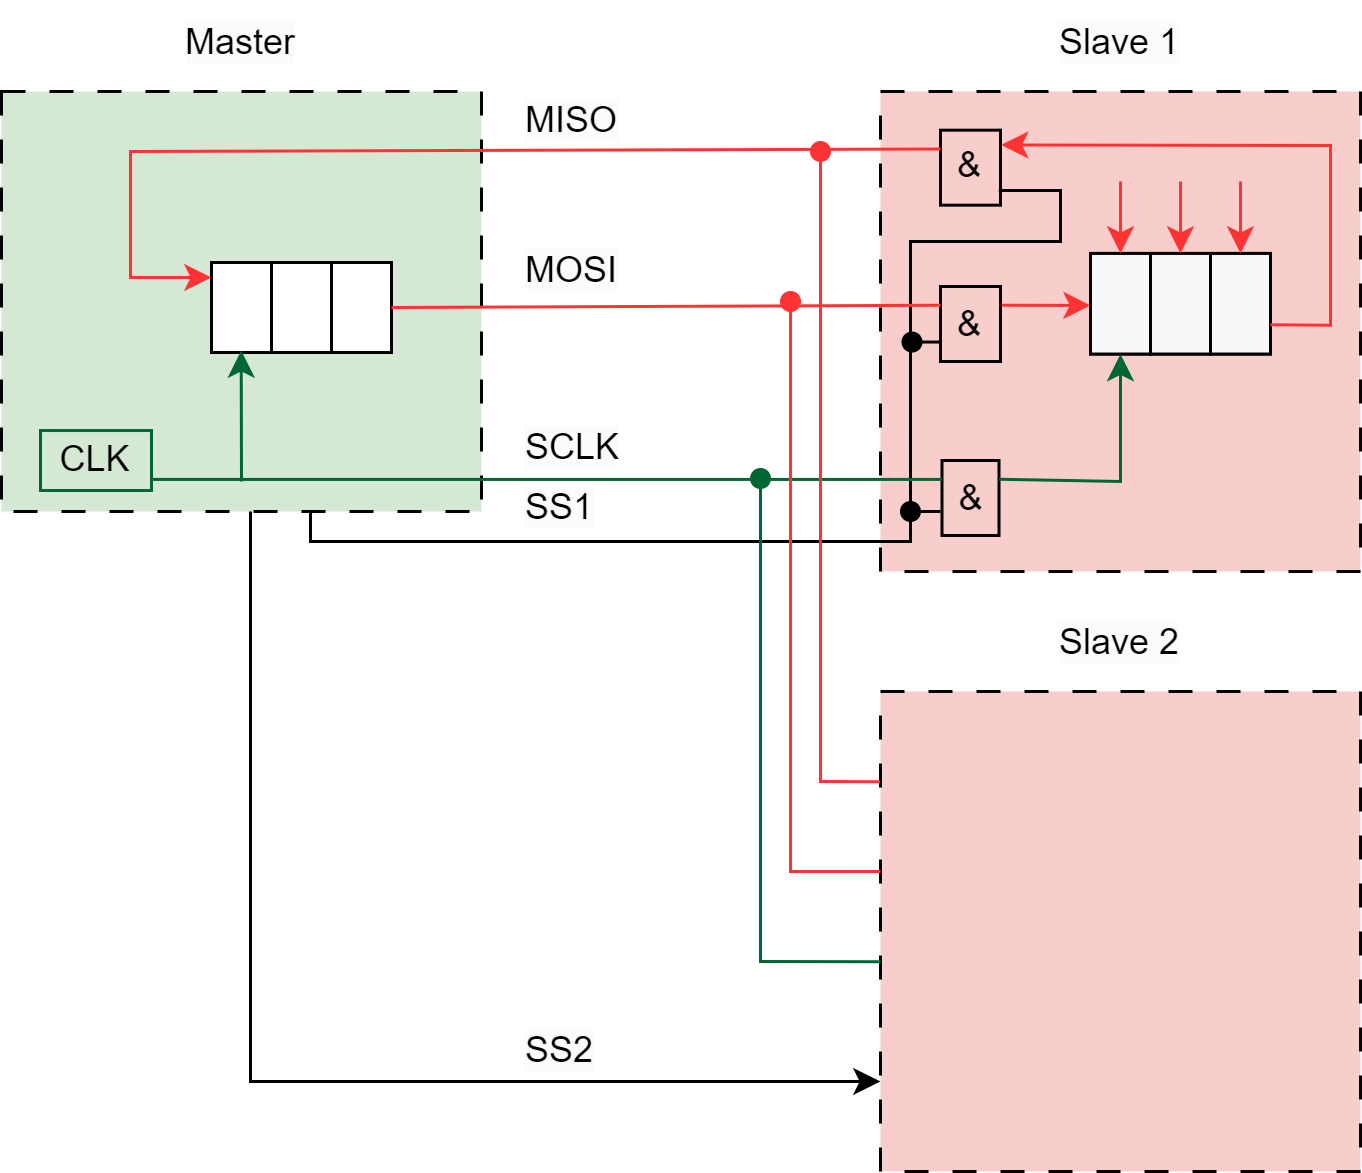 Master
Slave 1
MISO
&
MOSI
&
CLK
SCLK
&
SS1
Slave 2
SS2